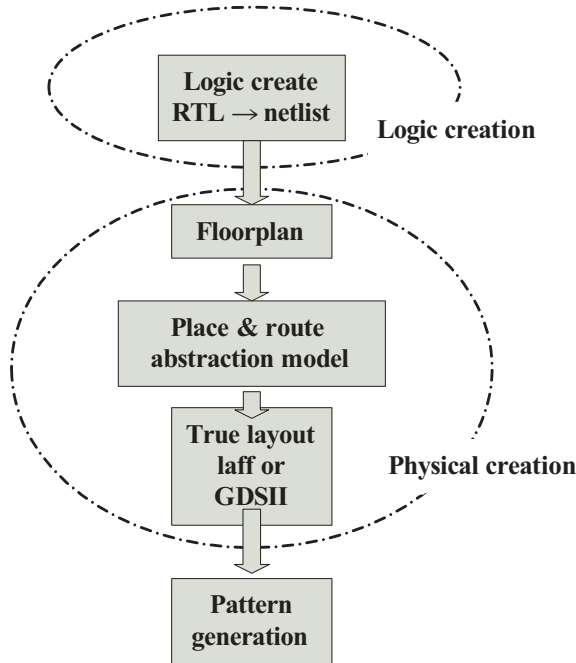 Logic create
RTL → netlist
Logic creation
Floorplan
Place & route
abstraction model
True layout
laff or
GDSII
Physical creation
Pattern
generation